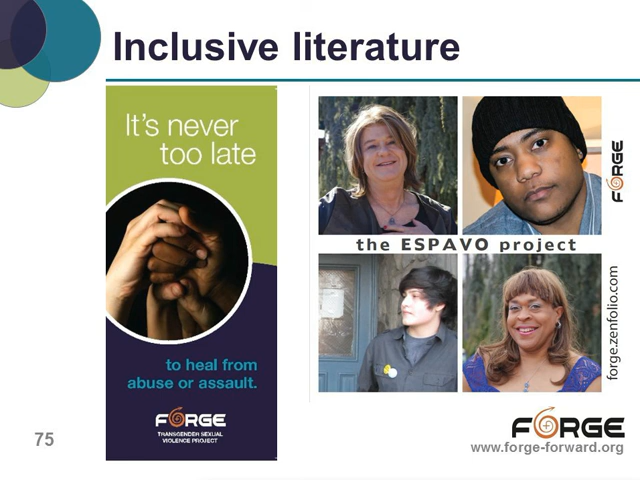 Inclusive literature
It's never
too late
to heal from
abuse or assault.
FORGE
TRANSGENDER SEXUAL
VIOLENCE PROJECT
the ESPAVO project
FORGE
forge.zenfolio.com
75
FORGE
www.forge-forward.org